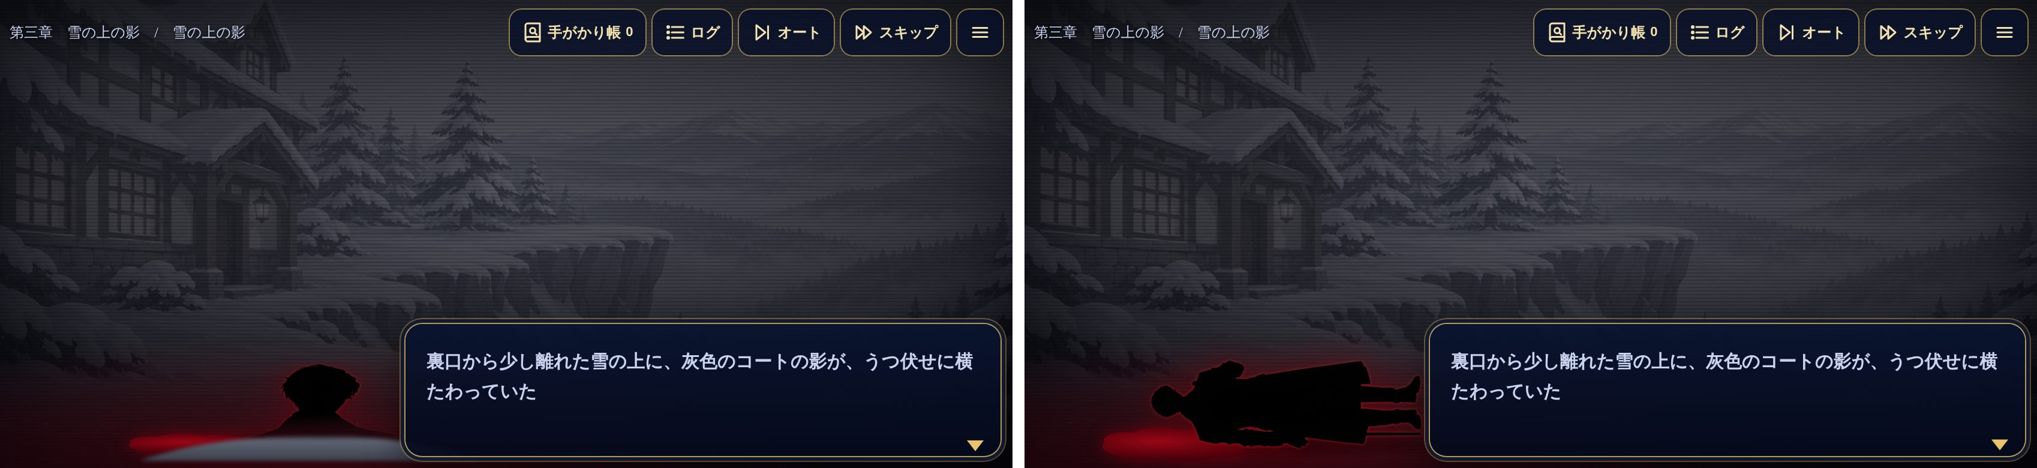 第三章　雪の上の影　/　雪の上の影
手がかり帳 0
ログ
オート
スキップ
裏口から少し離れた雪の上に、灰色のコートの影が、うつ伏せに横
たわっていた
第三章　雪の上の影　/　雪の上の影
手がかり帳 0
ログ
オート
スキップ
裏口から少し離れた雪の上に、灰色のコートの影が、うつ伏せに横
たわっていた